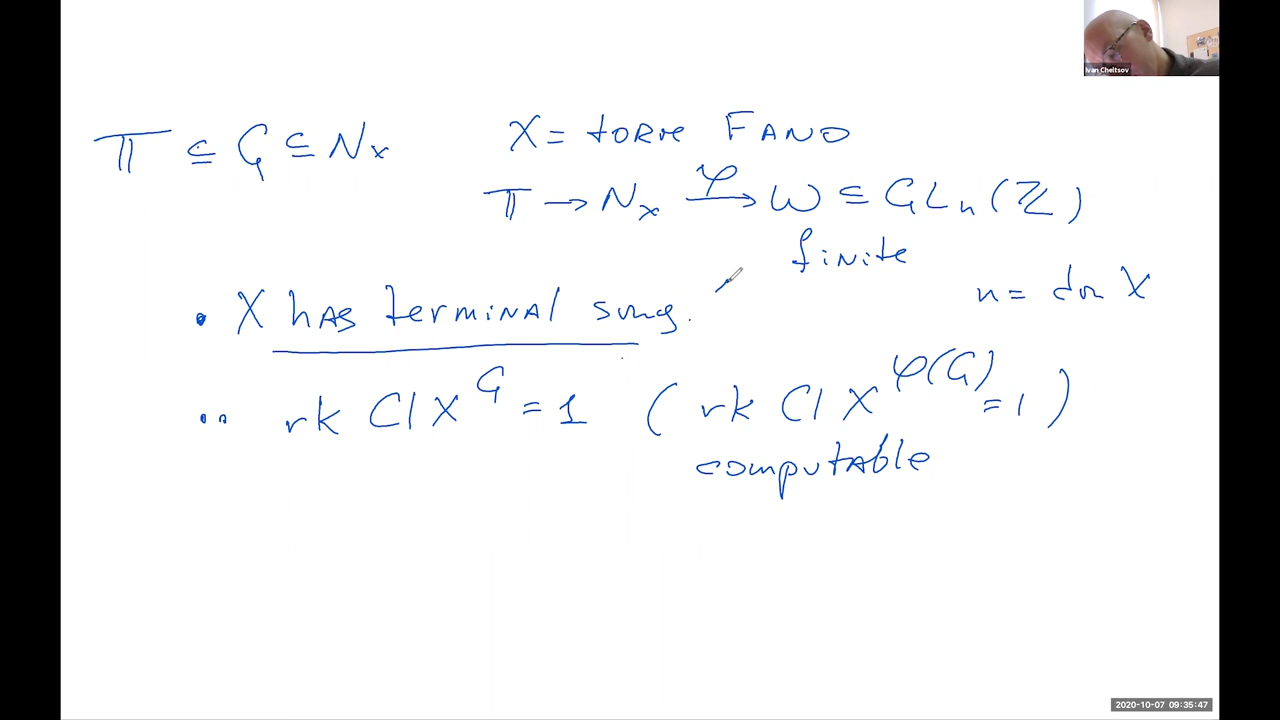 𝕋 ⊆ G ⊆ N_X
X = toric FANO
𝕋 → N_X →^φ W ⊆ GL_n(ℤ)
finite
n = dim X
• X HAS terminal sing.
•• rk Cl X^G = 1 ( rk Cl X^φ(G) = 1 )
computable
Ivan Cheltsov
2020-10-07 09:35:47